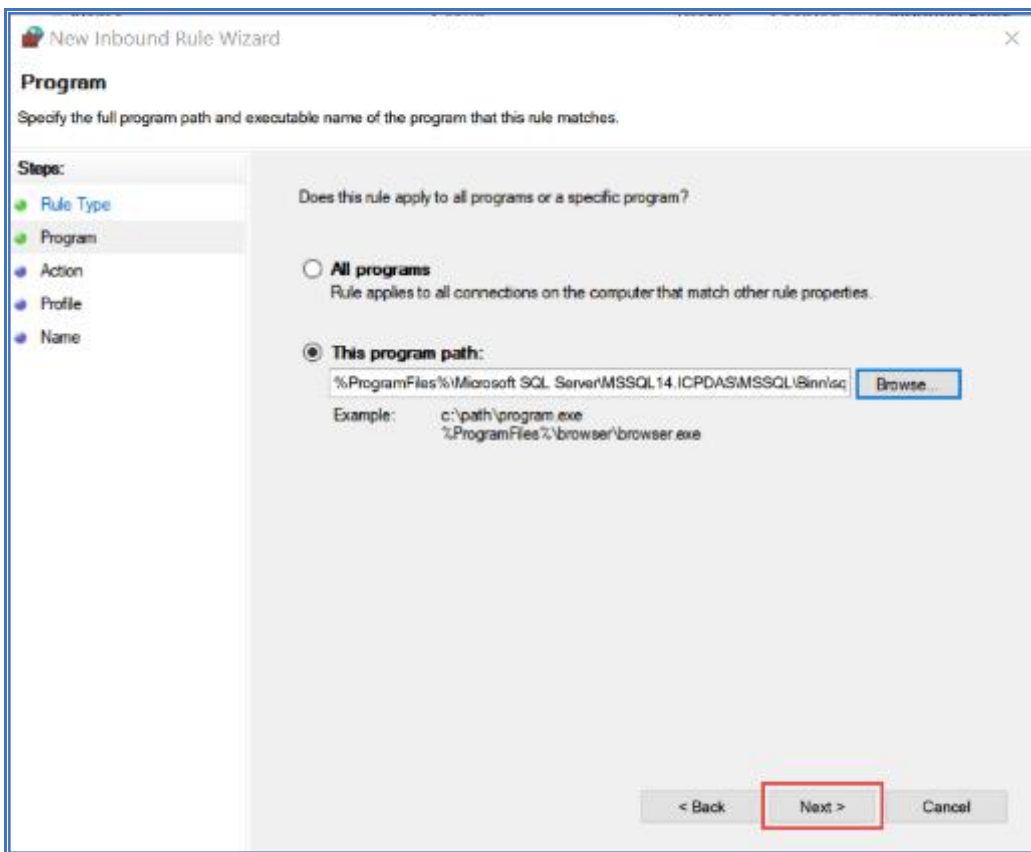 New Inbound Rule Wizard
Program
Specify the full program path and executable name of the program that this rule matches.
Steps:
Rule Type
Program
Action
Profile
Name
Does this rule apply to all programs or a specific program?
All programs
Rule applies to all connections on the computer that match other rule properties.
This program path:
%ProgramFiles%\Microsoft SQL Server\MSSQL14.ICPDAS\MSSQL\Binn\sq
Browse...
Example: c:\path\program.exe
%ProgramFiles%\browser\browser.exe
< Back Next > Cancel